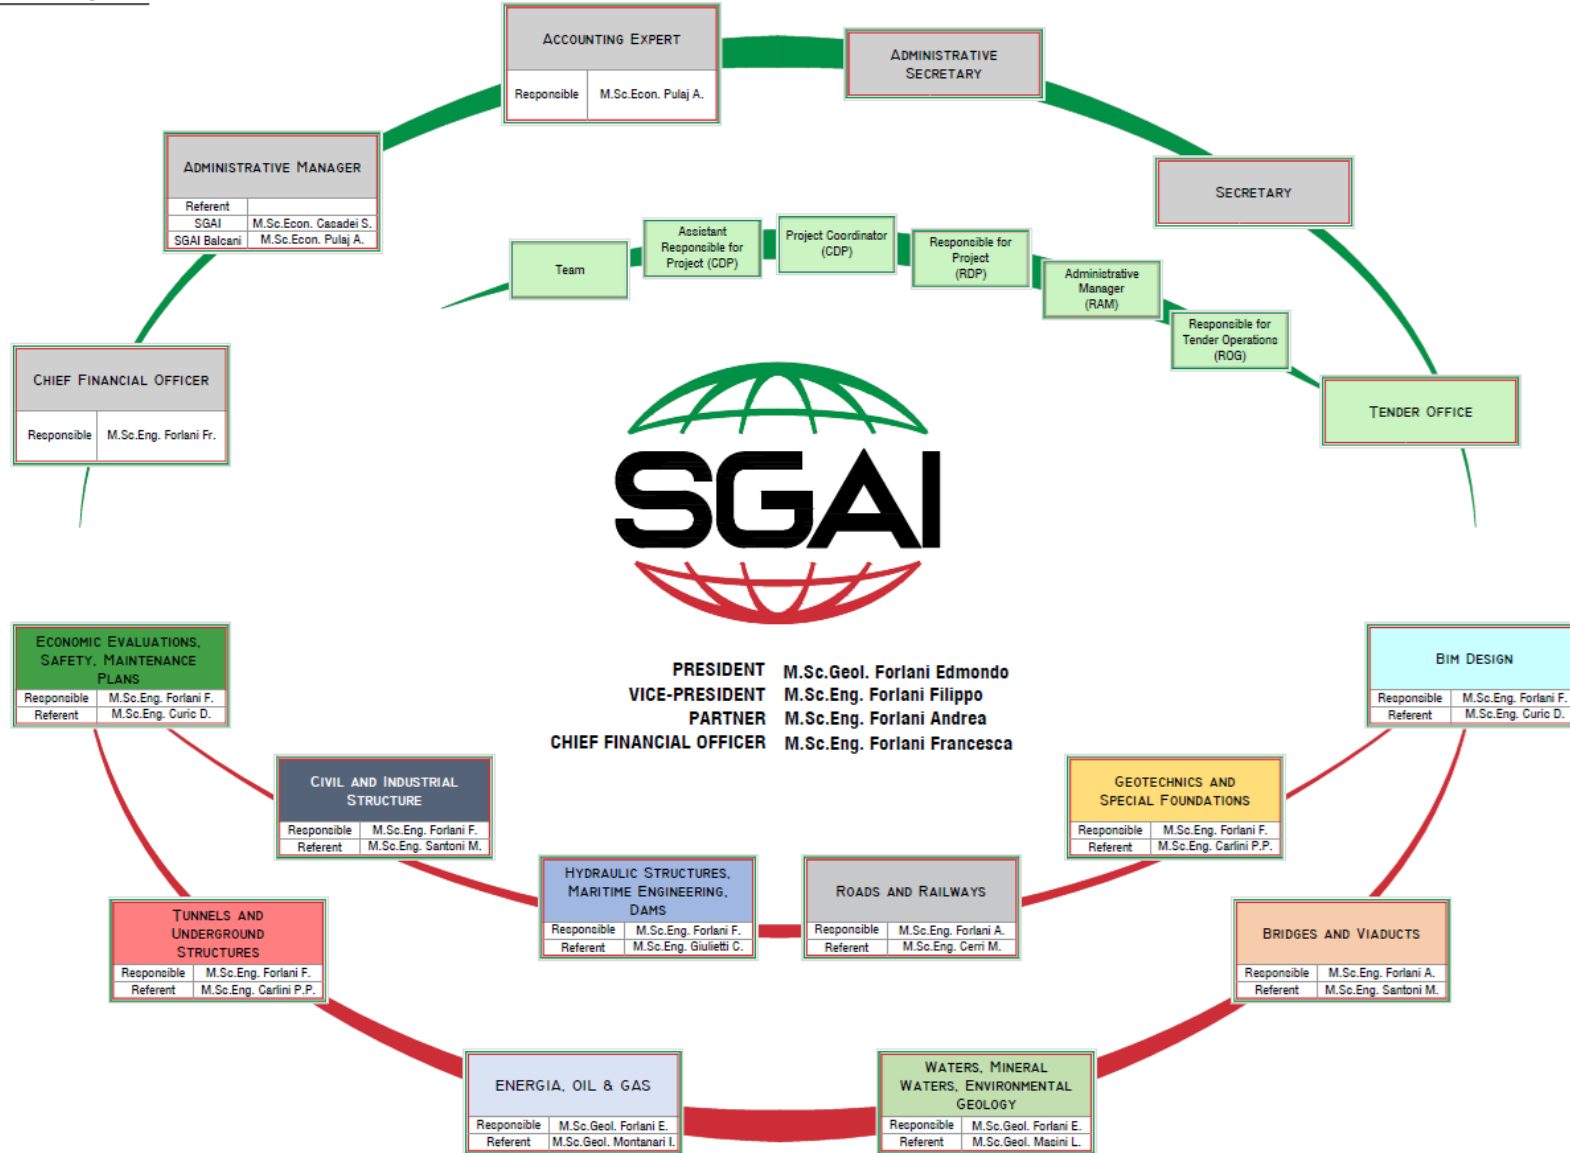 ACCOUNTING EXPERT
Responsible M.Sc.Econ. Pulaj A.
ADMINISTRATIVE
SECRETARY
ADMINISTRATIVE MANAGER
Referent
SGAI M.Sc.Econ. Casadei S.
SGAI Balcani M.Sc.Econ. Pulaj A.
SECRETARY
Team
Assistant
Responsible for
Project (CDP)
Project Coordinator
(CDP)
Responsible for
Project
(RDP)
Administrative
Manager
(RAM)
Responsible for
Tender Operations
(ROG)
CHIEF FINANCIAL OFFICER
Responsible M.Sc.Eng. Forlani Fr.
TENDER OFFICE
SGAI
PRESIDENT M.Sc.Geol. Forlani Edmondo
VICE-PRESIDENT M.Sc.Eng. Forlani Filippo
PARTNER M.Sc.Eng. Forlani Andrea
CHIEF FINANCIAL OFFICER M.Sc.Eng. Forlani Francesca
ECONOMIC EVALUATIONS,
SAFETY, MAINTENANCE
PLANS
Responsible M.Sc.Eng. Forlani F.
Referent M.Sc.Eng. Curic D.
BIM DESIGN
Responsible M.Sc.Eng. Forlani F.
Referent M.Sc.Eng. Curic D.
CIVIL AND INDUSTRIAL
STRUCTURE
Responsible M.Sc.Eng. Forlani F.
Referent M.Sc.Eng. Santoni M.
GEOTECHNICS AND
SPECIAL FOUNDATIONS
Responsible M.Sc.Eng. Forlani F.
Referent M.Sc.Eng. Carlini P.P.
HYDRAULIC STRUCTURES,
MARITIME ENGINEERING,
DAMS
Responsible M.Sc.Eng. Forlani F.
Referent M.Sc.Eng. Giulietti C.
ROADS AND RAILWAYS
Responsible M.Sc.Eng. Forlani A.
Referent M.Sc.Eng. Cerri M.
TUNNELS AND
UNDERGROUND
STRUCTURES
Responsible M.Sc.Eng. Forlani F.
Referent M.Sc.Eng. Carlini P.P.
BRIDGES AND VIADUCTS
Responsible M.Sc.Eng. Forlani A.
Referent M.Sc.Eng. Santoni M.
ENERGIA, OIL & GAS
Responsible M.Sc.Geol. Forlani E.
Referent M.Sc.Geol. Montanari I.
WATERS, MINERAL
WATERS, ENVIRONMENTAL
GEOLOGY
Responsible M.Sc.Geol. Forlani E.
Referent M.Sc.Geol. Masini L.